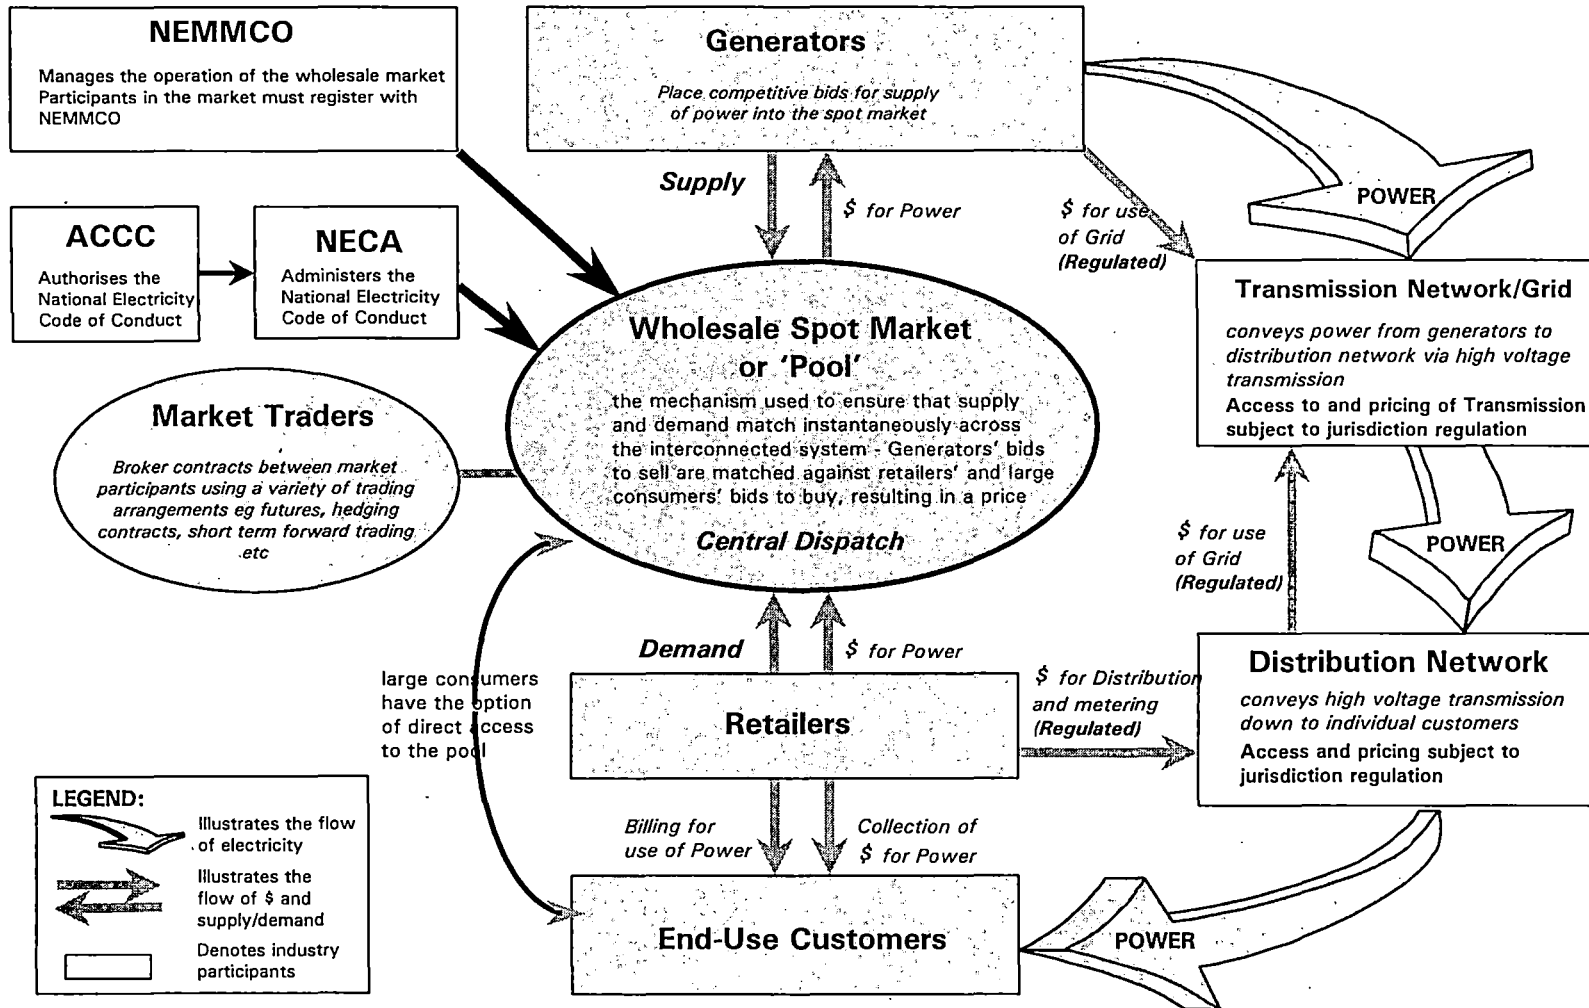 NEMMCO
Manages the operation of the wholesale market
Participants in the market must register with
NEMMCO
Generators
Place competitive bids for supply
of power into the spot market
POWER
Supply
$ for Power
$ for use
of Grid
(Regulated)
ACCC
Authorises the
National Electricity
Code of Conduct
NECA
Administers the
National Electricity
Code of Conduct
Wholesale Spot Market
or 'Pool'
the mechanism used to ensure that supply
and demand match instantaneously across
the interconnected system - Generators' bids
to sell are matched against retailers' and large
consumers' bids to buy, resulting in a price
Central Dispatch
Transmission Network/Grid
conveys power from generators to
distribution network via high voltage
transmission
Access to and pricing of Transmission
subject to jurisdiction regulation
Market Traders
Broker contracts between market
participants using a variety of trading
arrangements eg futures, hedging
contracts, short term forward trading
etc
$ for use
of Grid
(Regulated)
POWER
Demand
$ for Power
large consumers
have the option
of direct access
to the pool
Retailers
$ for Distribution
and metering
(Regulated)
Distribution Network
conveys high voltage transmission
down to individual customers
Access and pricing subject to
jurisdiction regulation
Billing for
use of Power
Collection of
$ for Power
End-Use Customers
POWER
LEGEND:
Illustrates the flow
of electricity
Illustrates the
flow of $ and
supply/demand
Denotes industry
participants